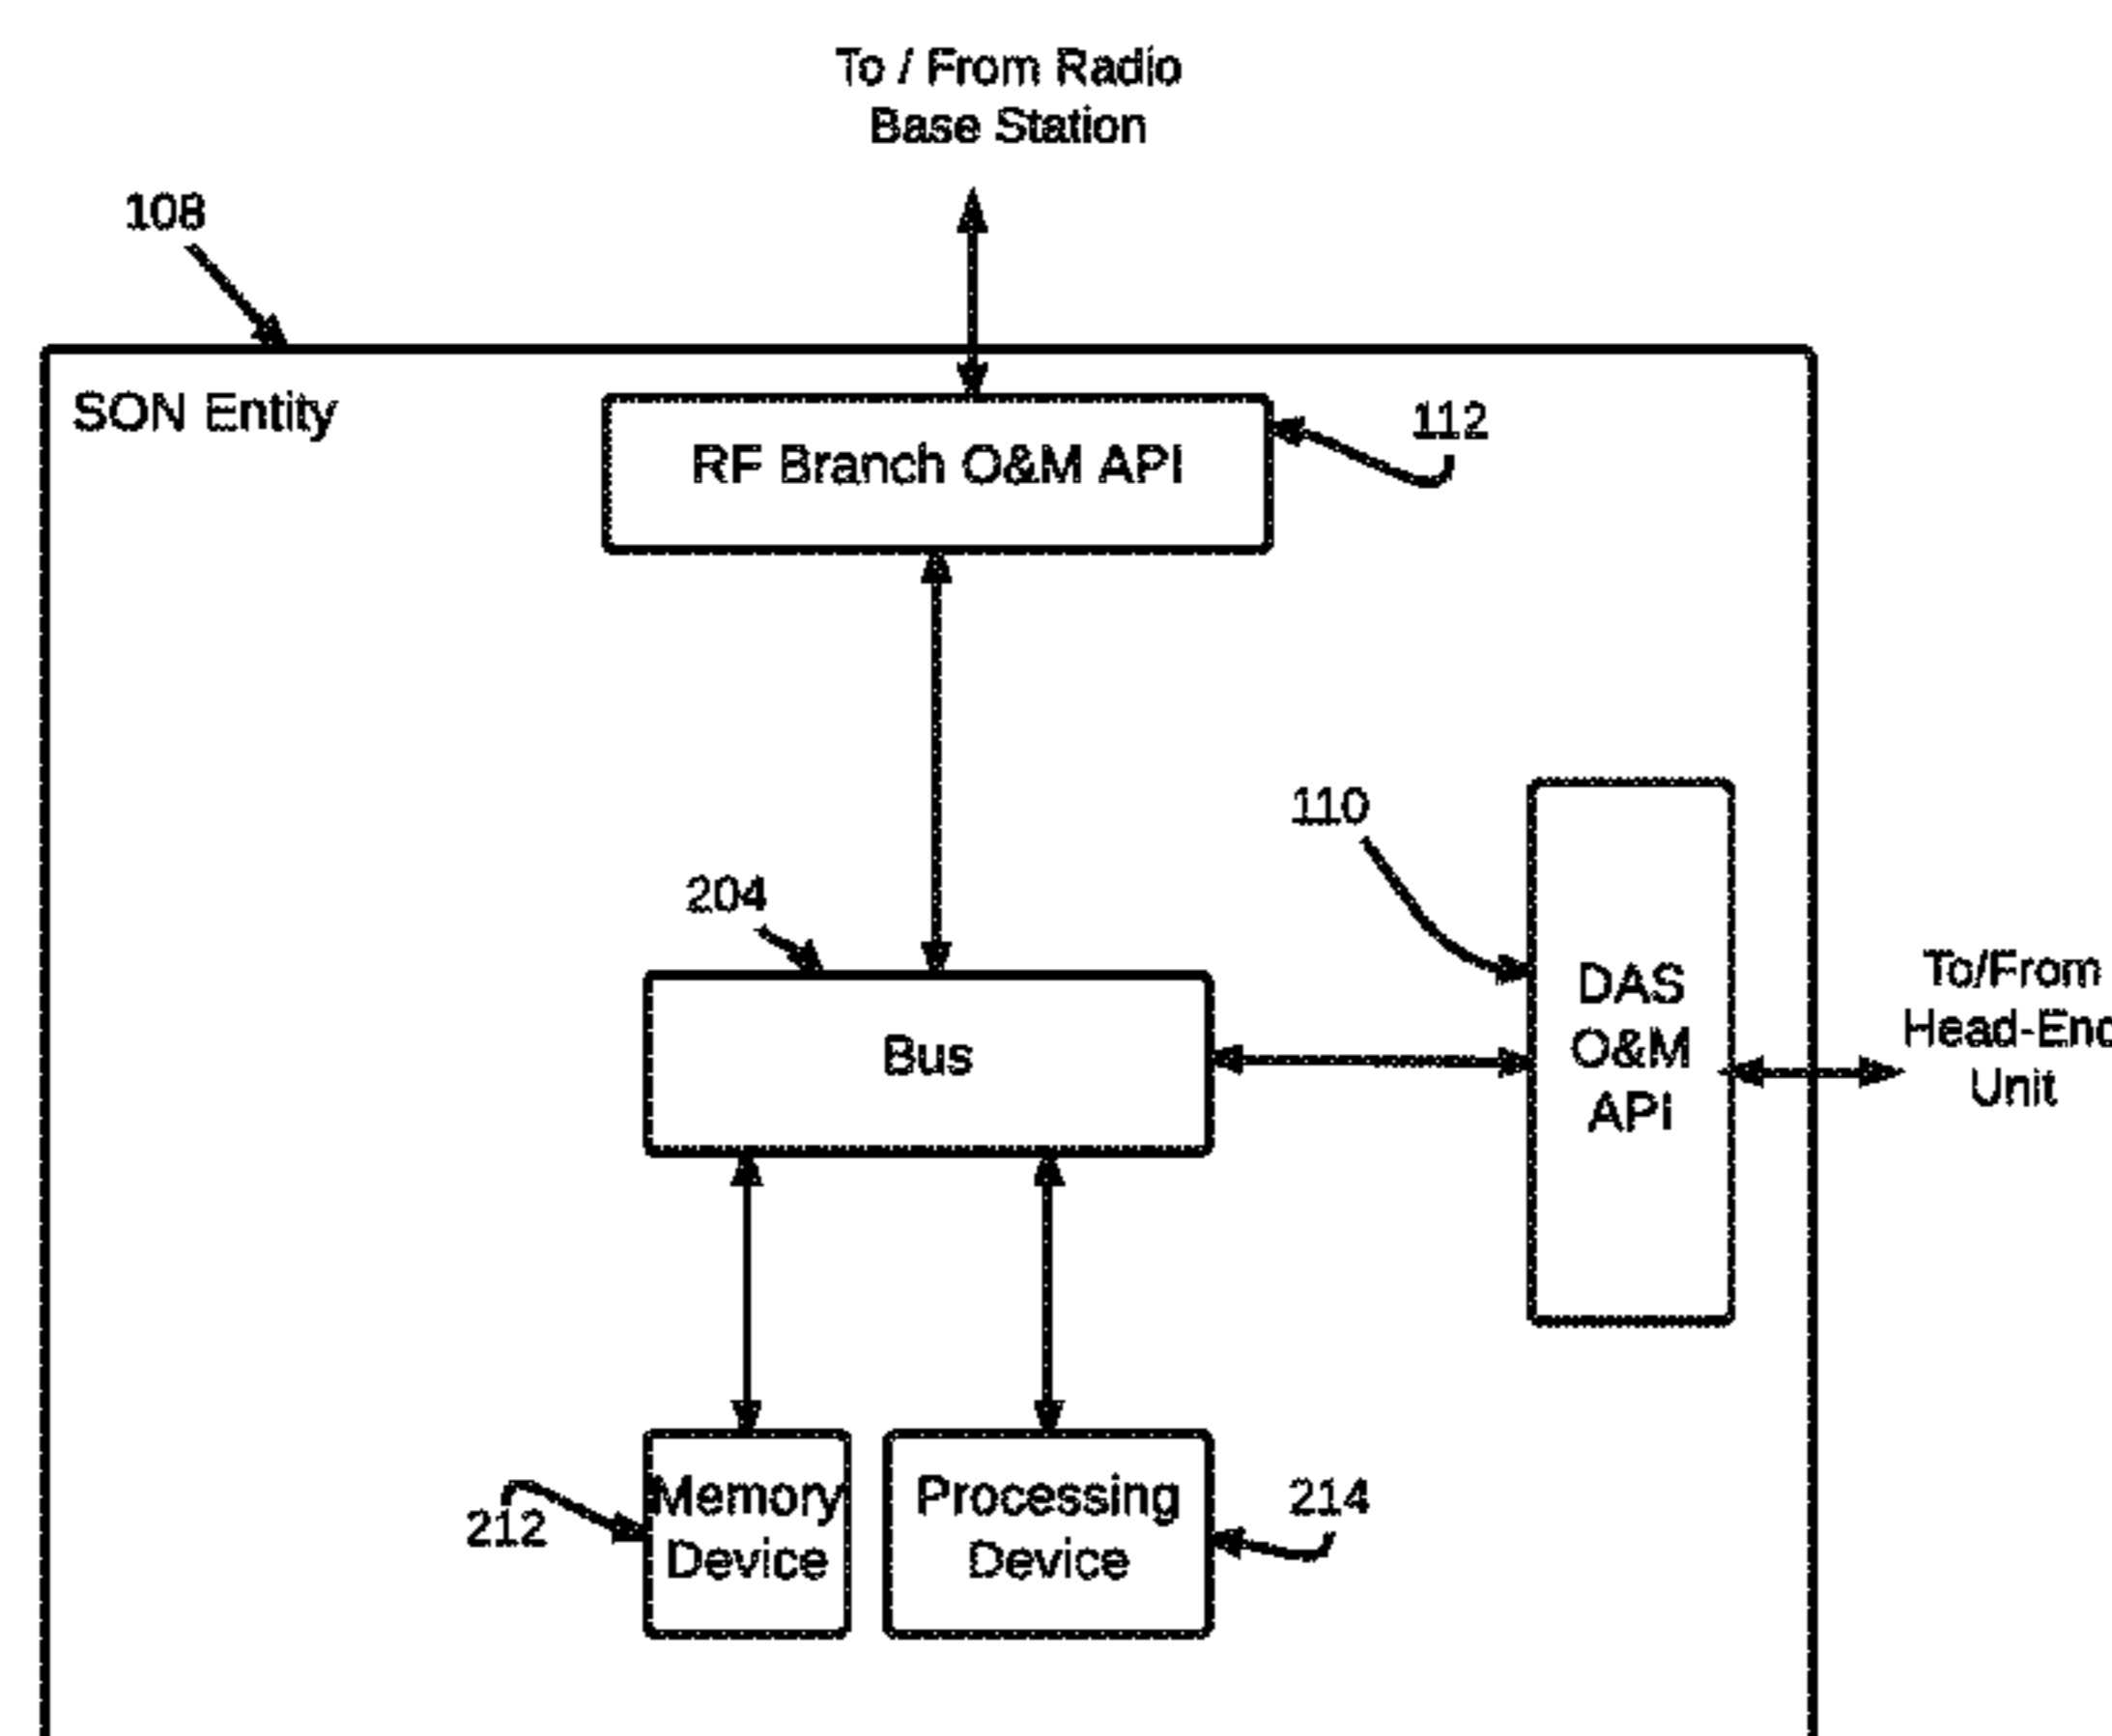 To / From Radio
Base Station
108
SON Entity
RF Branch O&M API
112
110
204
DAS
O&M
API
To/From
Head-End
Unit
Bus
Memory
Device
212
Processing
Device
214